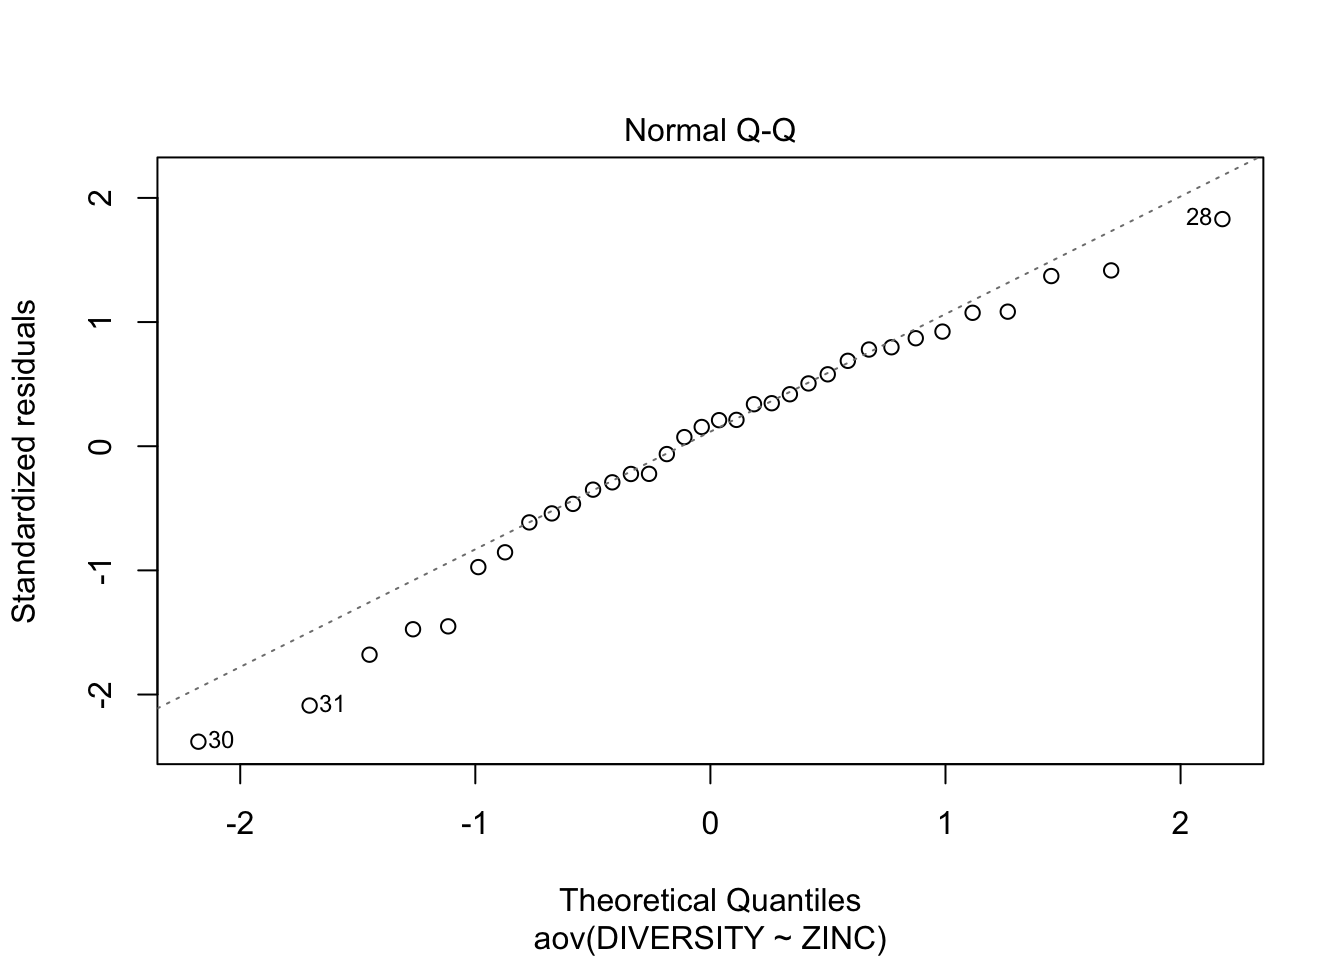 Normal Q-Q
Standardized residuals
2
1
0
-1
-2
28
31
30
-2 -1 0 1 2
Theoretical Quantiles
aov(DIVERSITY ~ ZINC)